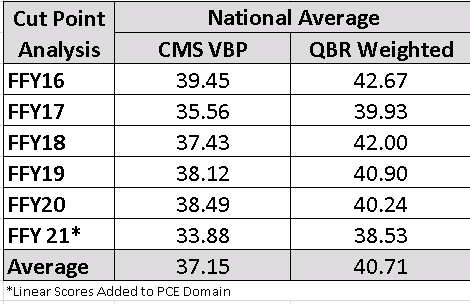 Cut Point Analysis National Average
CMS VBP QBR Weighted
FFY16 39.45 42.67
FFY17 35.56 39.93
FFY18 37.43 42.00
FFY19 38.12 40.90
FFY20 38.49 40.24
FFY 21* 33.88 38.53
Average 37.15 40.71
*Linear Scores Added to PCE Domain